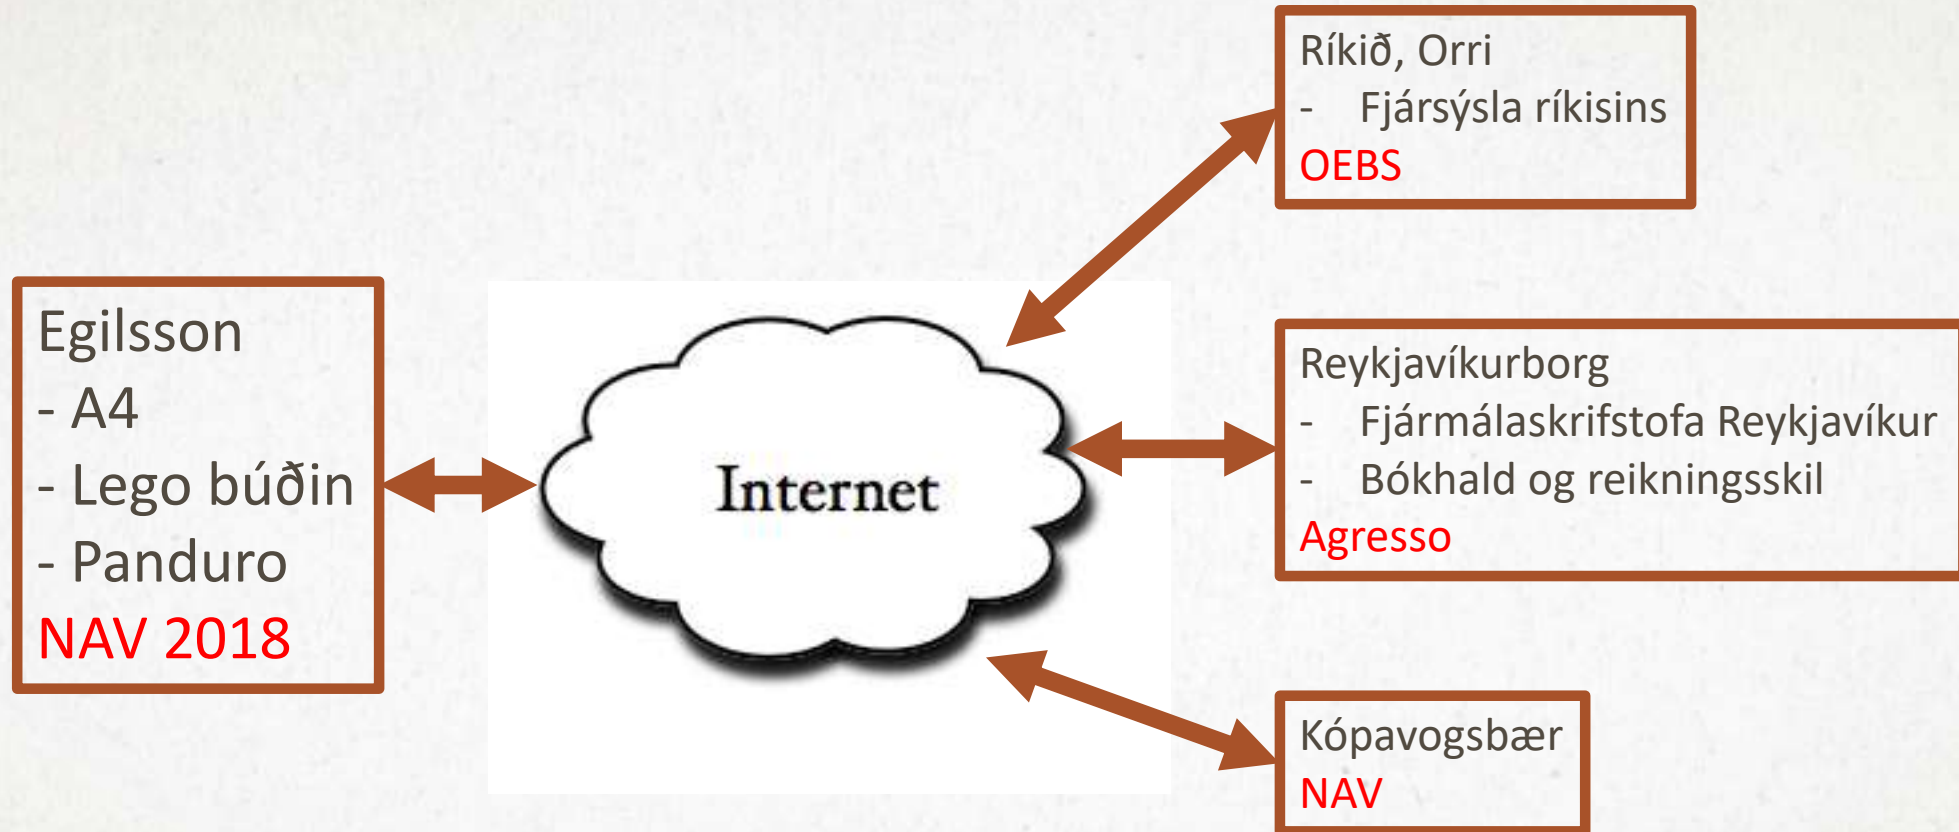 Egilsson
- A4
- Lego búðin
- Panduro
NAV 2018
Internet
Ríkið, Orri
- Fjársýsla ríkisins
OEBS
Reykjavíkurborg
- Fjármálaskrifstofa Reykjavíkur
- Bókhald og reikningsskil
Agresso
Kópavogsbær
NAV